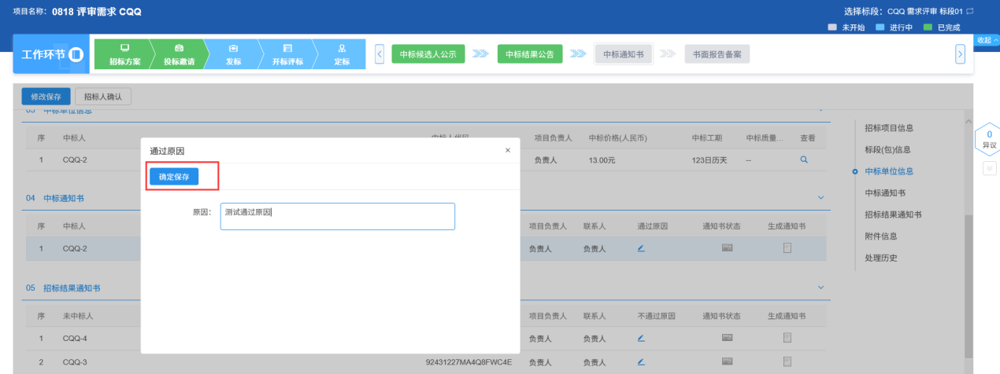 项目名称: 0818 评审需求 CQQ
选择标段: CQQ 需求评审 标段01
未开始 进行中 已完成
收起
工作环节
招标方案 投标邀请 发标 开标评标 定标
中标候选人公示 中标结果公告 中标通知书 书面报告备案
修改保存 招标人确认
03 中标单位信息
序 中标人 中标人代码 项目负责人 中标价格(人民币) 中标工期 中标质量... 查看
1 CQQ-2 负责人 13.00元 123日历天 --
通过原因 ×
确定保存
原因: 测试通过原因
04 中标通知书
序 中标人 项目负责人 联系人 通过原因 通知书状态 生成通知书
1 CQQ-2 负责人 负责人
05 招标结果通知书
序 未中标人 项目负责人 联系人 不通过原因 通知书状态 生成通知书
1 CQQ-4 负责人 负责人
2 CQQ-3 92431227MA4Q8FWC4E 负责人 负责人
招标项目信息
标段(包)信息
中标单位信息
中标通知书
招标结果通知书
附件信息
处理历史
0
异议